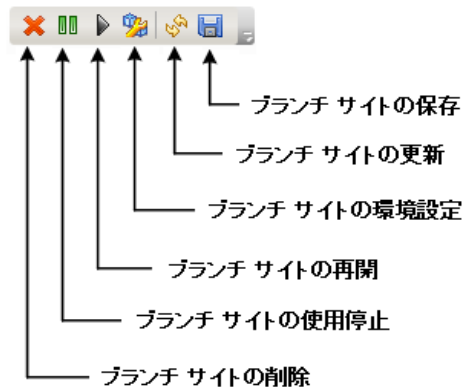 ブランチ サイトの保存
ブランチ サイトの更新
ブランチ サイトの環境設定
ブランチ サイトの再開
ブランチ サイトの使用停止
ブランチ サイトの削除